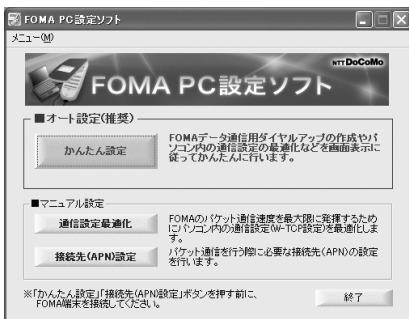 FOMA PC設定ソフト
メニュー(M)
NTT DoCoMo
FOMA PC設定ソフト
■オート設定(推奨)
かんたん設定
FOMAデータ通信用ダイヤルアップの作成やパ
ソコン内の通信設定の最適化などを画面表示に
従ってかんたんに行います。
■マニュアル設定
通信設定最適化
FOMAのパケット通信速度を最大限に発揮するため
にパソコン内の通信設定(W-TCP設定)を最適化しま
す。
接続先(APN)設定
パケット通信を行う際に必要な接続先(APN)の設定
を行います。
※「かんたん設定」「接続先(APN)設定」ボタンを押す前に、
FOMA端末を接続してください。
終了